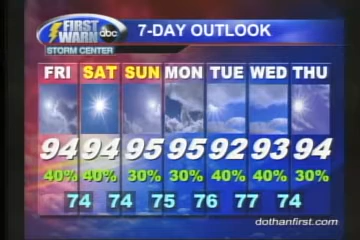 FIRST
WARN abc
STORM CENTER
7-DAY OUTLOOK
FRI SAT SUN MON TUE WED THU
94 94 95 95 92 93 94
40% 40% 30% 30% 40% 40% 30%
74 74 75 76 77 74
dothanfirst.com